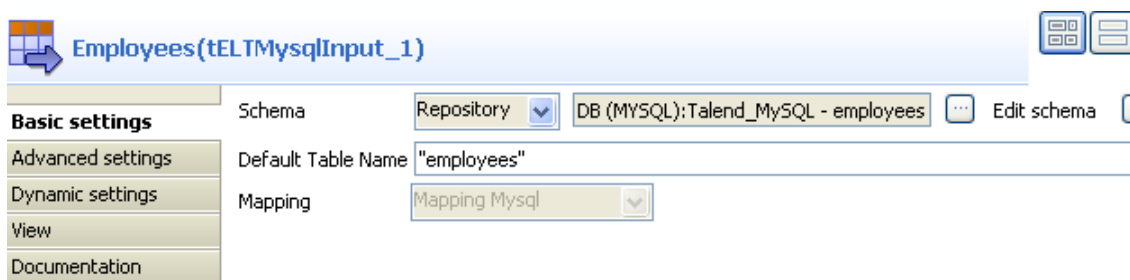 Employees(tELTMysqlInput_1)
Basic settings
Advanced settings
Dynamic settings
View
Documentation
Schema Repository DB (MYSQL):Talend_MySQL - employees ... Edit schema
Default Table Name "employees"
Mapping Mapping Mysql